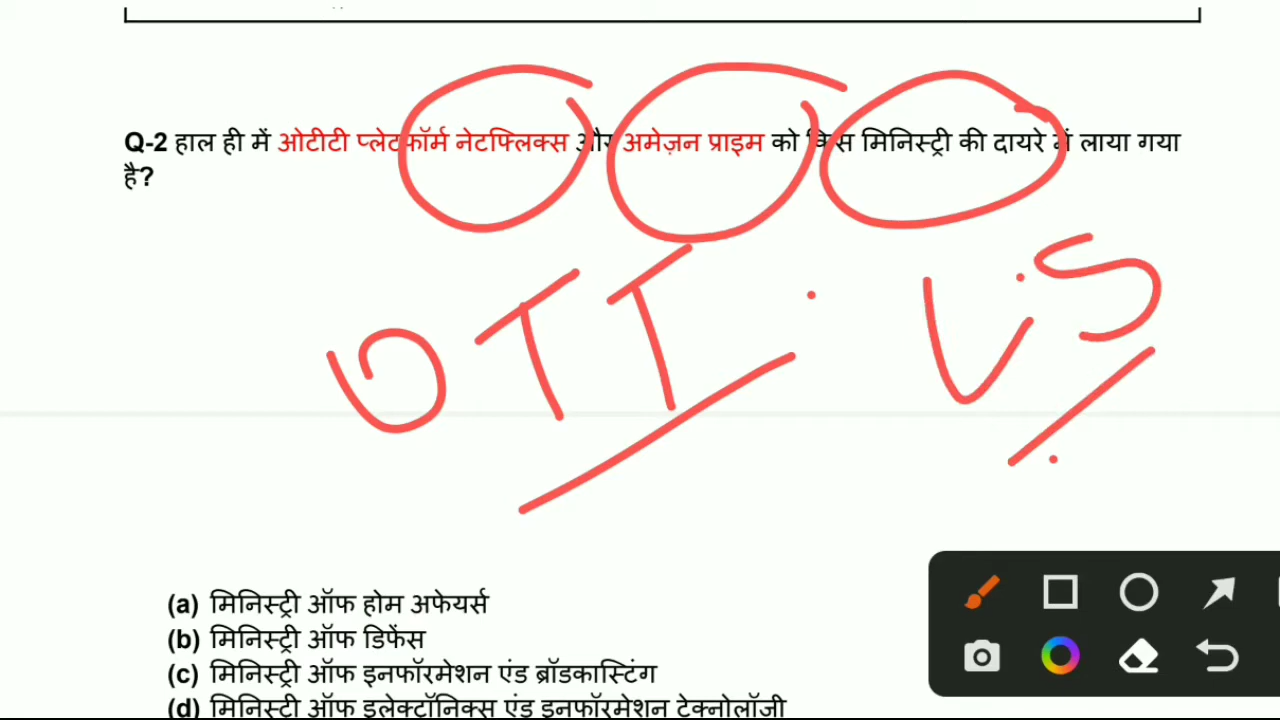 Q-2 हाल ही में ओटीटी प्लेटफॉर्म नेटफ्लिक्स और अमेज़न प्राइम को किस मिनिस्ट्री की दायरे में लाया गया
है?
OTT VS
(a) मिनिस्ट्री ऑफ होम अफेयर्स
(b) मिनिस्ट्री ऑफ डिफेंस
(c) मिनिस्ट्री ऑफ इनफॉरमेशन एंड ब्रॉडकास्टिंग
(d) मिनिस्ट्री ऑफ इलेक्ट्रॉनिक्स एंड इनफॉरमेशन टेक्नोलॉजी